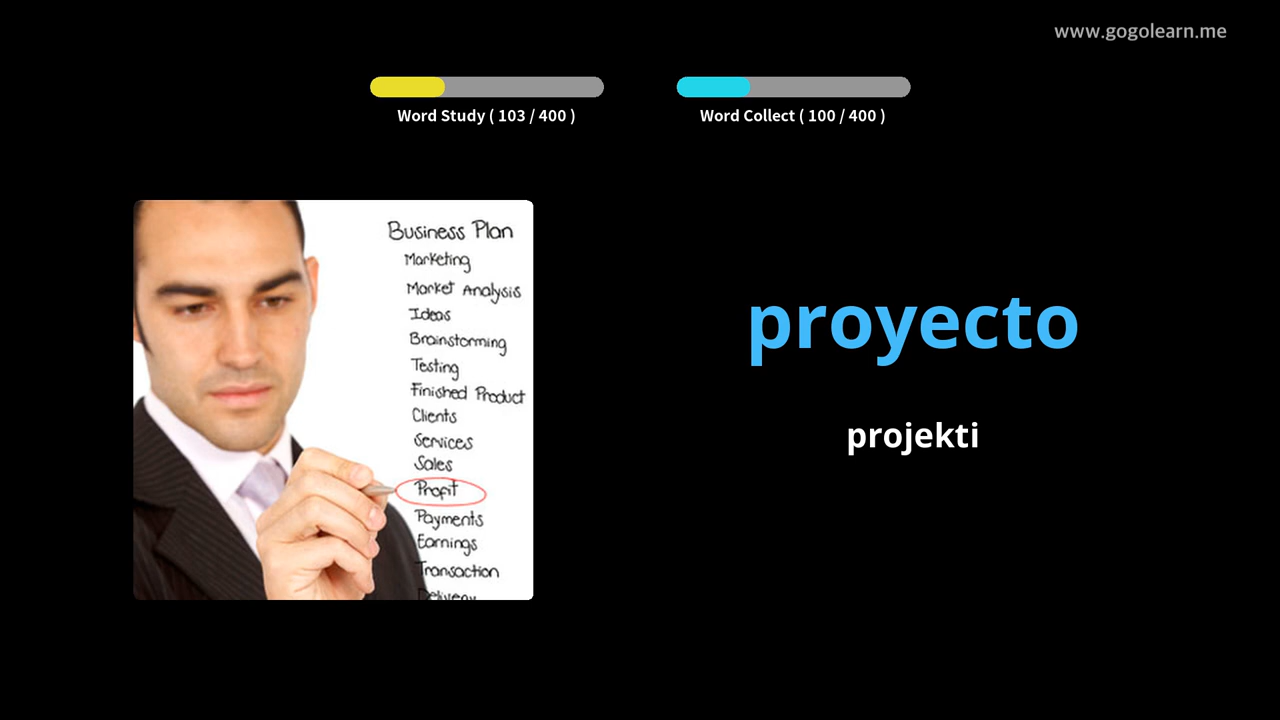 www.gogolearn.me
Word Study ( 103 / 400 )
Word Collect ( 100 / 400 )
Business Plan
Marketing
Market Analysis
Ideas
Brainstorming
Testing
Finished Product
Clients
Services
Sales
Profit
Payments
Earnings
Transaction
Delivery
proyecto
projekti